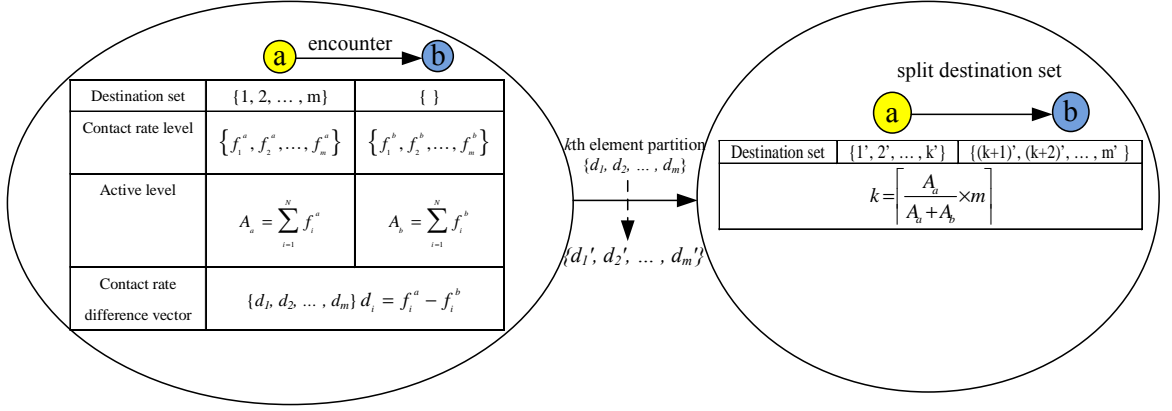 a encounter b
Destination set {1, 2, … , m} { }
Contact rate level {f_1^a, f_2^a, ..., f_m^a} {f_1^b, f_2^b, ..., f_m^b}
Active level A_a = ∑_{i=1}^{N} f_i^a A_b = ∑_{i=1}^{N} f_i^b
Contact rate
difference vector {d_1, d_2, … , d_m} d_i = f_i^a − f_i^b
kth element partition
{d_1, d_2, … , d_m}
{d_1', d_2', … , d_m'}
split destination set
a b
Destination set {1’, 2’, … , k’} {(k+1)’, (k+2)’, … , m’ }
k = ⌈ A_a / (A_a + A_b) × m ⌉